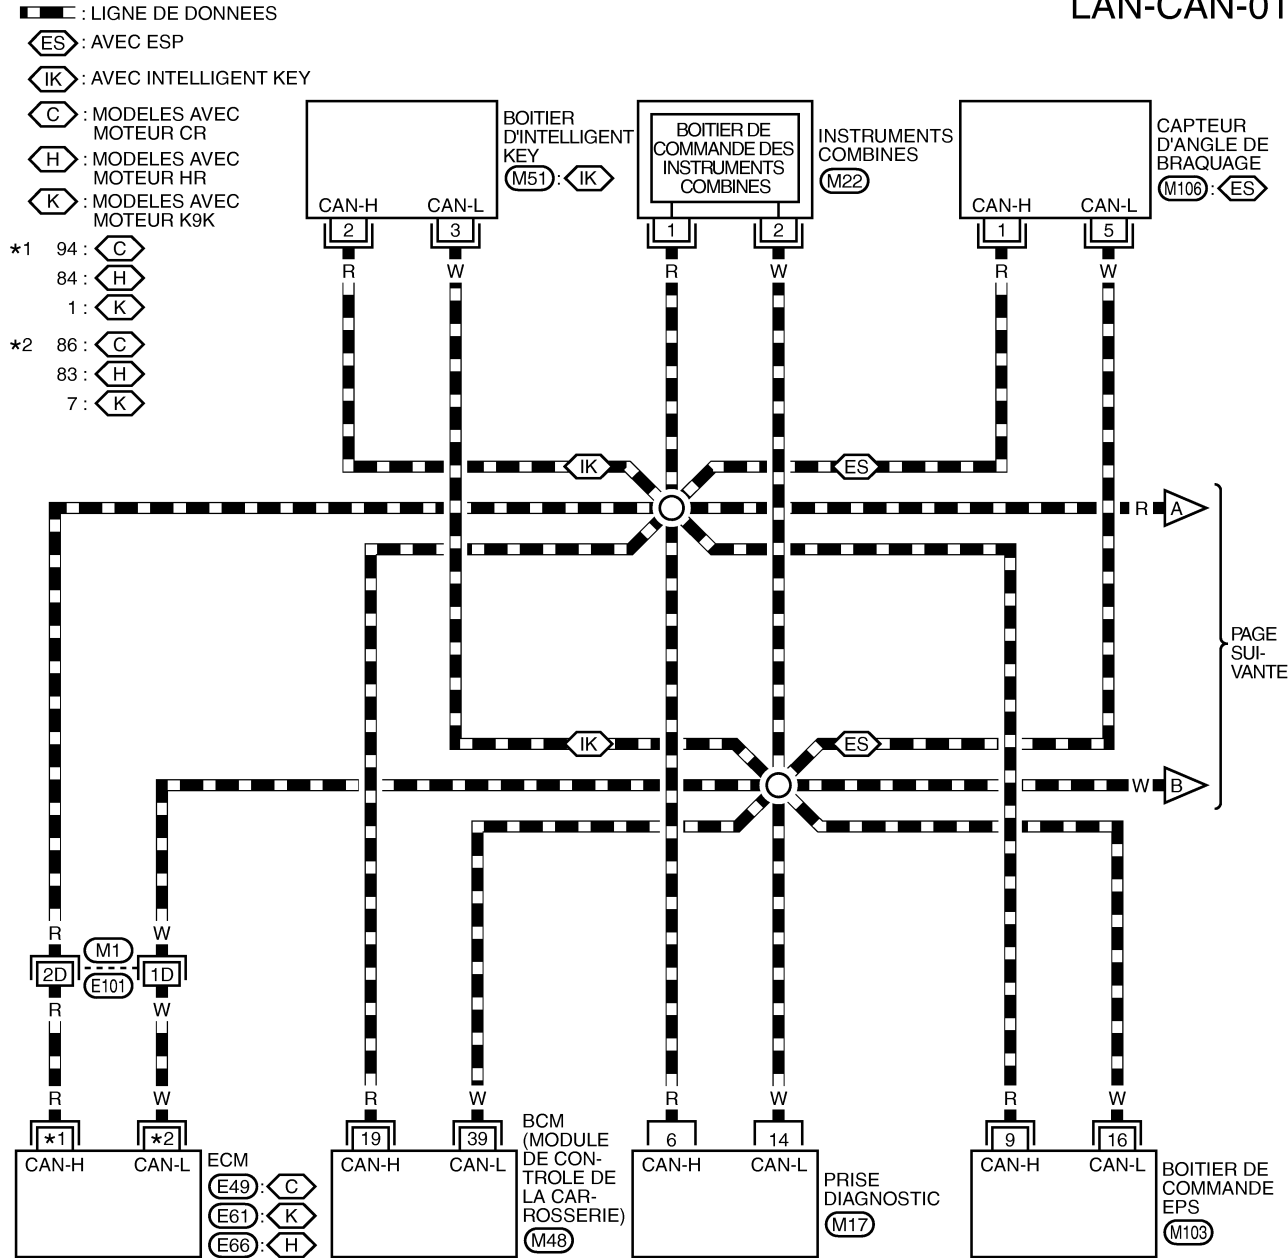 LAN-CAN-01
: LIGNE DE DONNEES
ES : AVEC ESP
IK : AVEC INTELLIGENT KEY
C : MODELES AVEC
MOTEUR CR
H : MODELES AVEC
MOTEUR HR
K : MODELES AVEC
MOTEUR K9K
*1 94 : C
84 : H
1 : K
*2 86 : C
83 : H
7 : K
BOITIER
D'INTELLIGENT
KEY
M51 : IK
CAN-H CAN-L
2 3
R W
BOITIER DE
COMMANDE DES
INSTRUMENTS
COMBINES
INSTRUMENTS
COMBINES
M22
1 2
R W
CAPTEUR
D'ANGLE DE
BRAQUAGE
M106 : ES
CAN-H CAN-L
1 5
R W
IK ES
R A
PAGE
SUI-
VANTE
IK ES
W B
R W
M1
2D 1D
E101
R W
R W
*1 *2
CAN-H CAN-L
ECM
E49 : C
E61 : K
E66 : H
R W
19 39
CAN-H CAN-L
BCM
(MODULE
DE CON-
TROLE DE
LA CAR-
ROSSERIE)
M48
R W
6 14
CAN-H CAN-L
PRISE
DIAGNOSTIC
M17
R W
9 16
CAN-H CAN-L
BOITIER DE
COMMANDE
EPS
M103